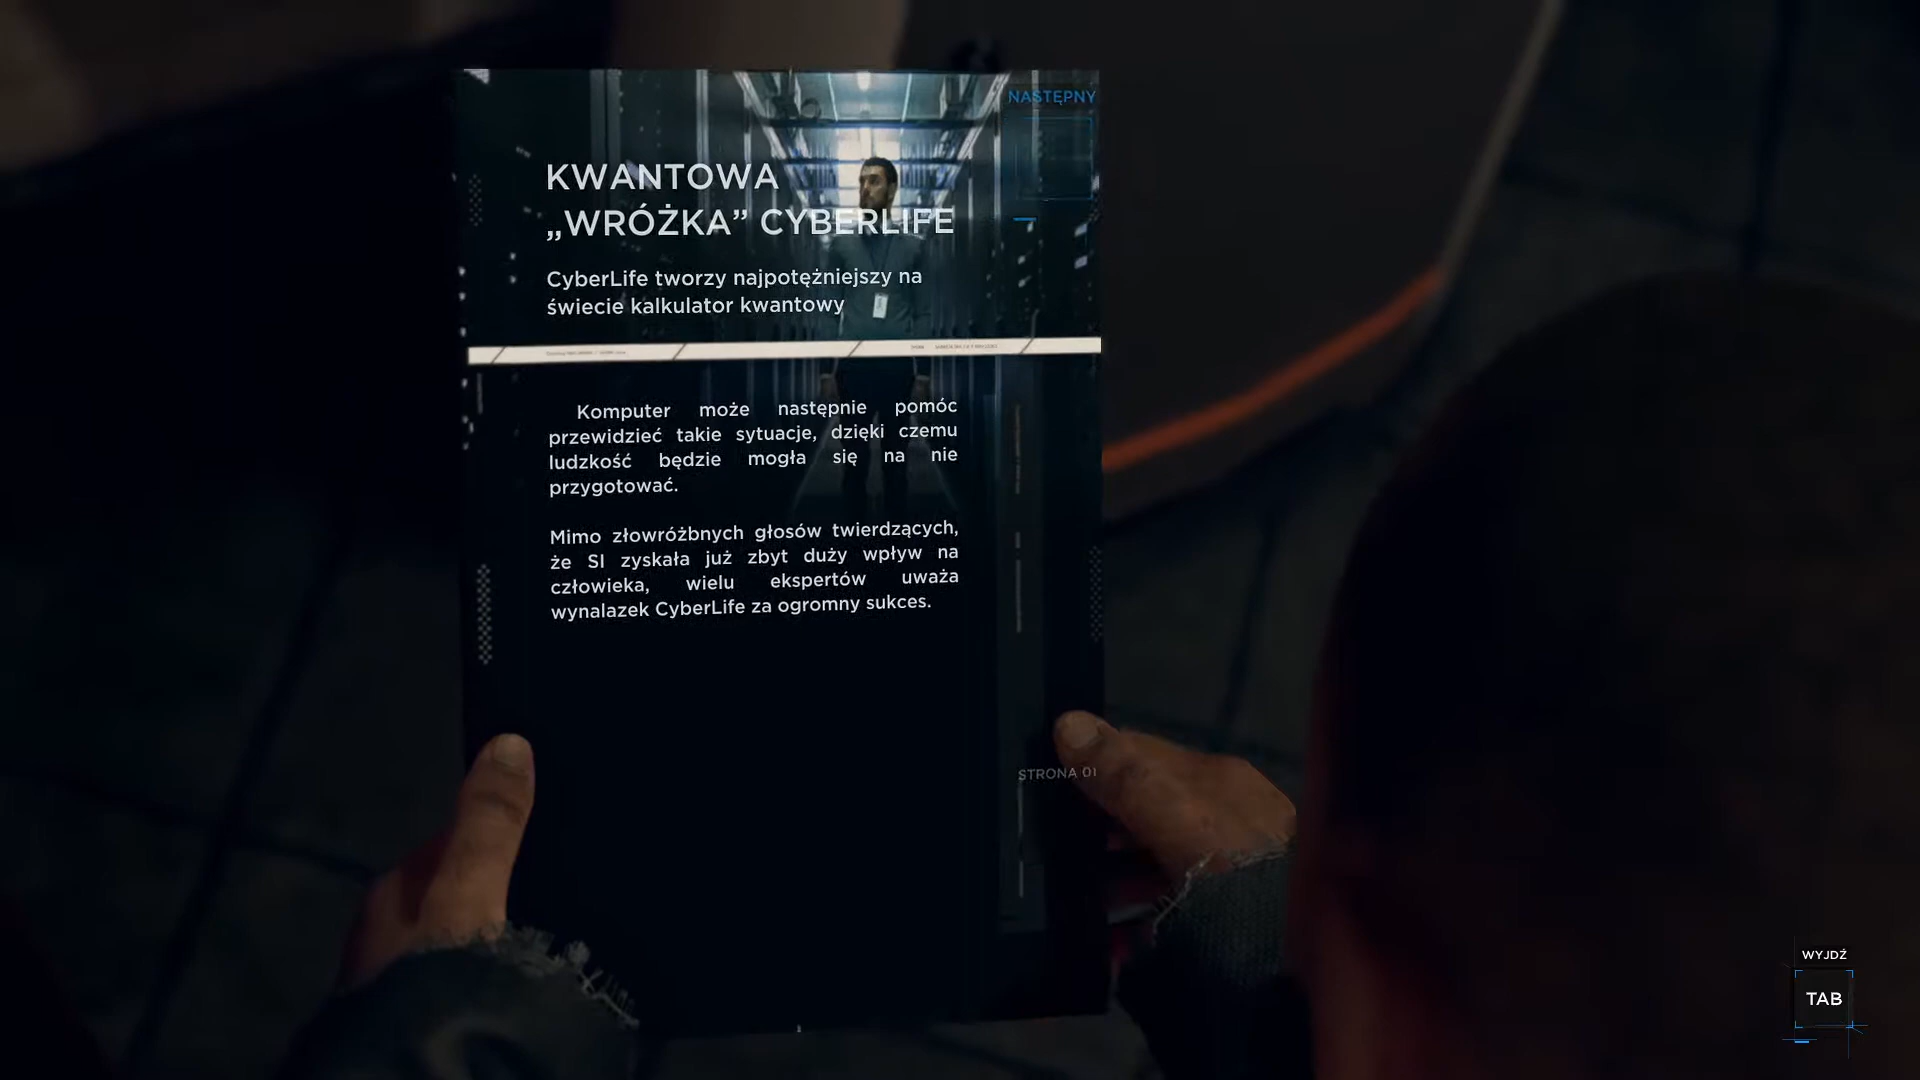 NASTĘPNY
KWANTOWA
„WRÓŻKA” CYBERLIFE
CyberLife tworzy najpotężniejszy na
świecie kalkulator kwantowy
Komputer może następnie pomóc
przewidzieć takie sytuacje, dzięki czemu
ludzkość będzie mogła się na nie
przygotować.
Mimo złowróżbnych głosów twierdzących,
że SI zyskała już zbyt duży wpływ na
człowieka, wielu ekspertów uważa
wynalazek CyberLife za ogromny sukces.
STRONA 01
WYJDŹ
TAB